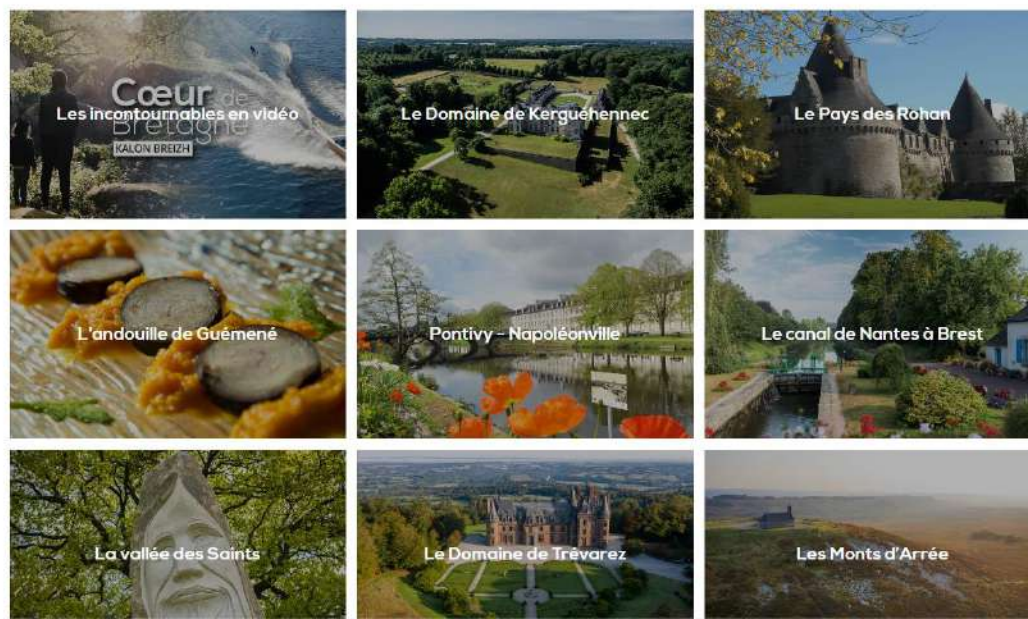 Cœur de
Les incontournables en vidéo
Bretagne
KALON BREIZH
Le Domaine de Kerguéhennec
Le Pays des Rohan
L'andouille de Guémené
Pontivy - Napoléonville
Le canal de Nantes à Brest
La vallée des Saints
Le Domaine de Trévarez
Les Monts d'Arrée